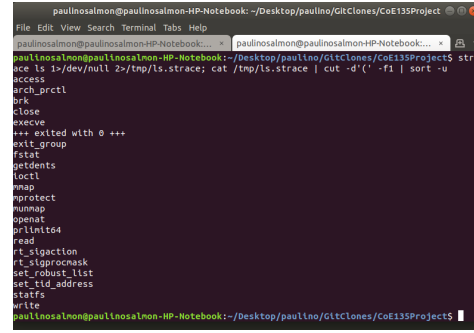 paulinosalmon@paulinosalmon-HP-Notebook: ~/Desktop/paulino/GitClones/CoE135Project
File Edit View Search Terminal Tabs Help
paulinosalmon@paulinosalmon-HP-Notebook:... × paulinosalmon@paulinosalmon-HP-Notebook:... ×
paulinosalmon@paulinosalmon-HP-Notebook:~/Desktop/paulino/GitClones/CoE135Project$ str
ace ls 1>/dev/null 2>/tmp/ls.strace; cat /tmp/ls.strace | cut -d'(' -f1 | sort -u
access
arch_prctl
brk
close
execve
+++ exited with 0 +++
exit_group
fstat
getdents
ioctl
mmap
mprotect
munmap
openat
prlimit64
read
rt_sigaction
rt_sigprocmask
set_robust_list
set_tid_address
statfs
write
paulinosalmon@paulinosalmon-HP-Notebook:~/Desktop/paulino/GitClones/CoE135Project$